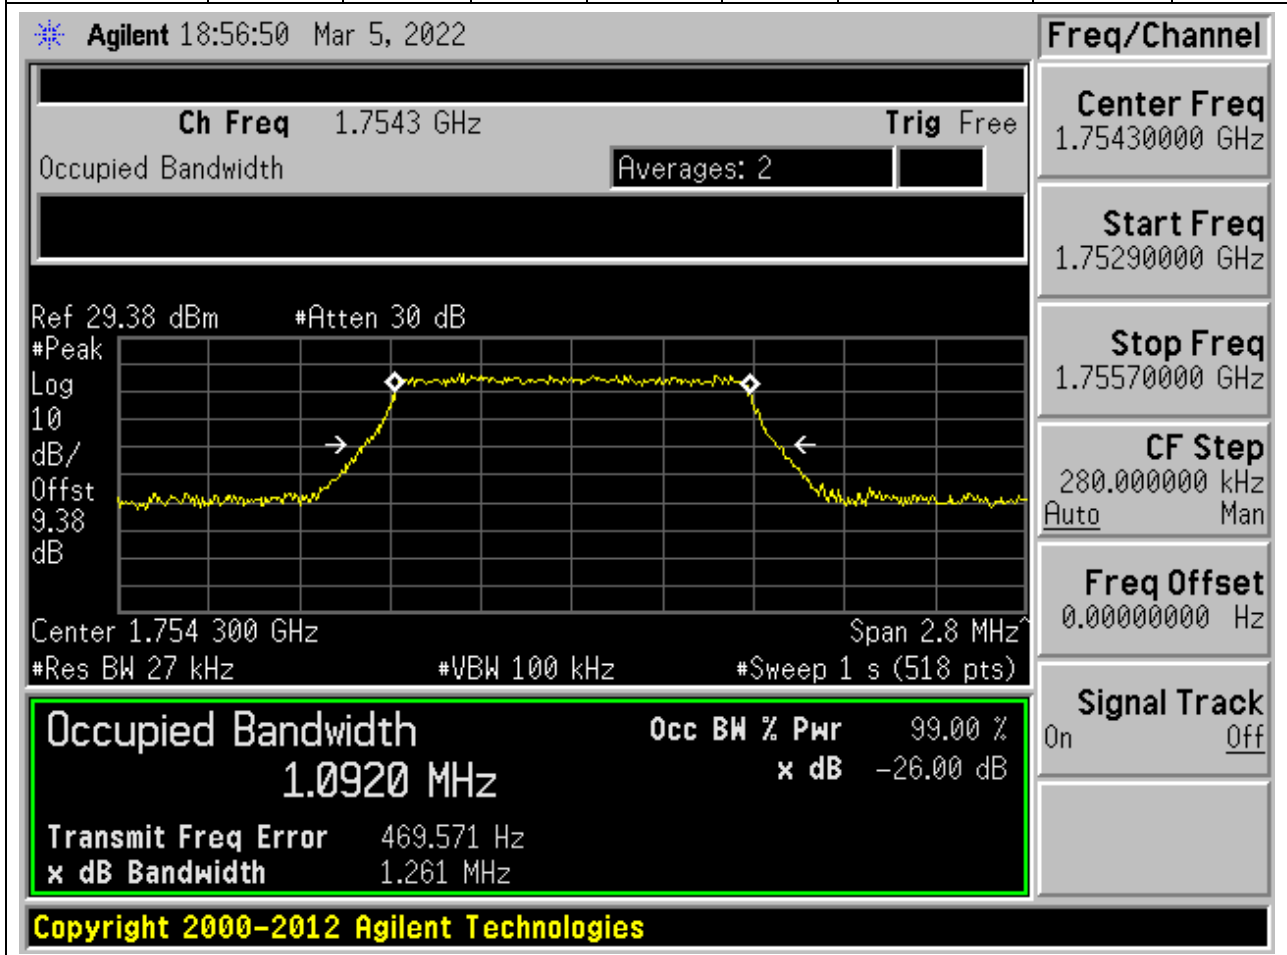 Agilent 18:56:50 Mar 5, 2022
Freq/Channel
Ch Freq 1.7543 GHz Trig Free
Occupied Bandwidth Averages: 2
Ref 29.38 dBm #Atten 30 dB
#Peak
Log
10
dB/
Offst
9.38
dB
Center 1.754 300 GHz Span 2.8 MHz^
#Res BW 27 kHz #VBW 100 kHz #Sweep 1 s (518 pts)
Occupied Bandwidth Occ BW % Pwr 99.00 %
1.0920 MHz x dB -26.00 dB
Transmit Freq Error 469.571 Hz
x dB Bandwidth 1.261 MHz
Copyright 2000-2012 Agilent Technologies
Center Freq
1.75430000 GHz
Start Freq
1.75290000 GHz
Stop Freq
1.75570000 GHz
CF Step
280.000000 kHz
Auto Man
Freq Offset
0.00000000 Hz
Signal Track
On Off